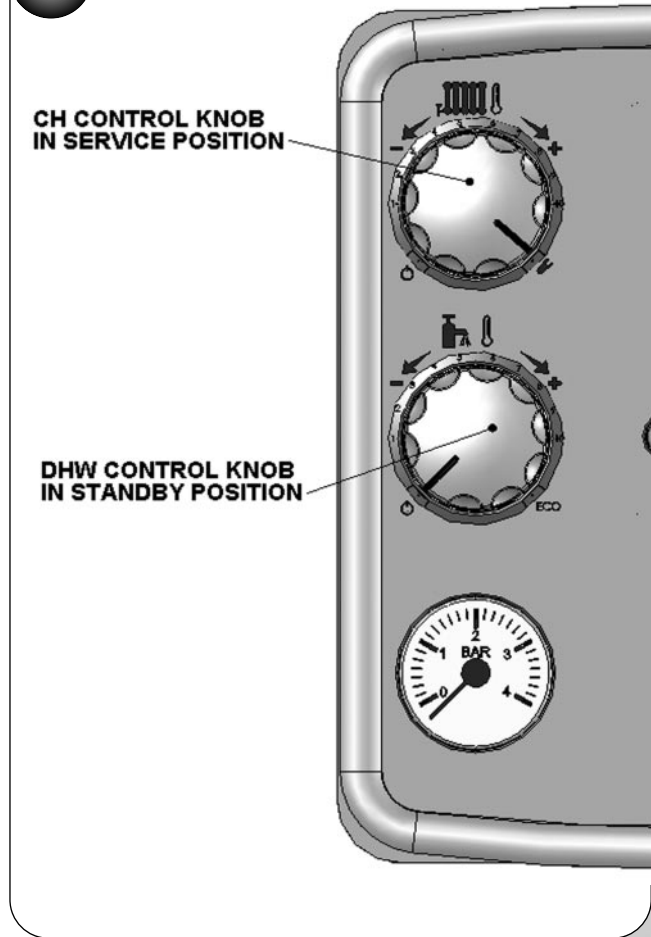 CH CONTROL KNOB
IN SERVICE POSITION
DHW CONTROL KNOB
IN STANDBY POSITION
ECO
2
1 BAR 3
0 4